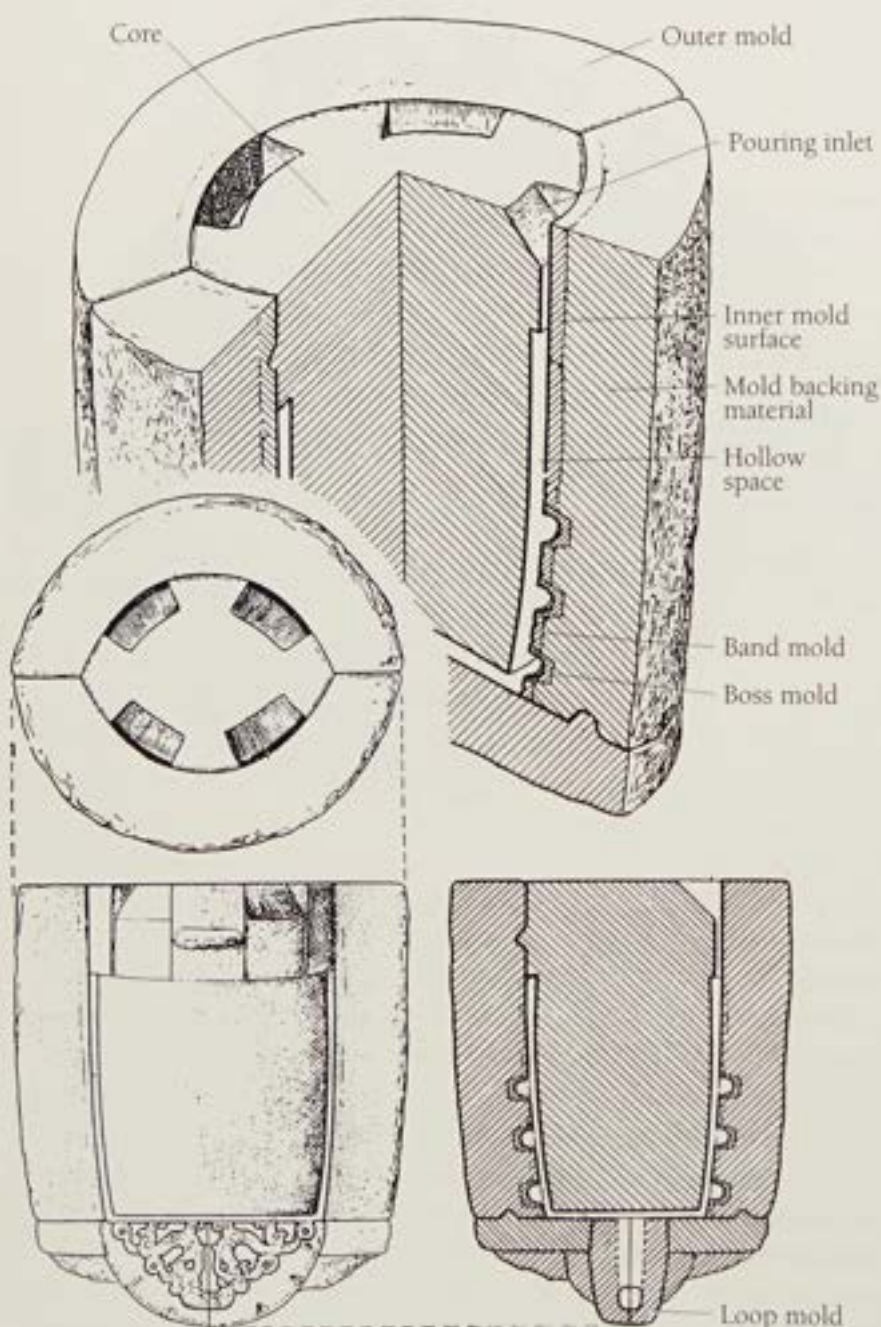 Core
Outer mold
Pouring inlet
Inner mold
surface
Mold backing
material
Hollow
space
Band mold
Boss mold
Loop mold